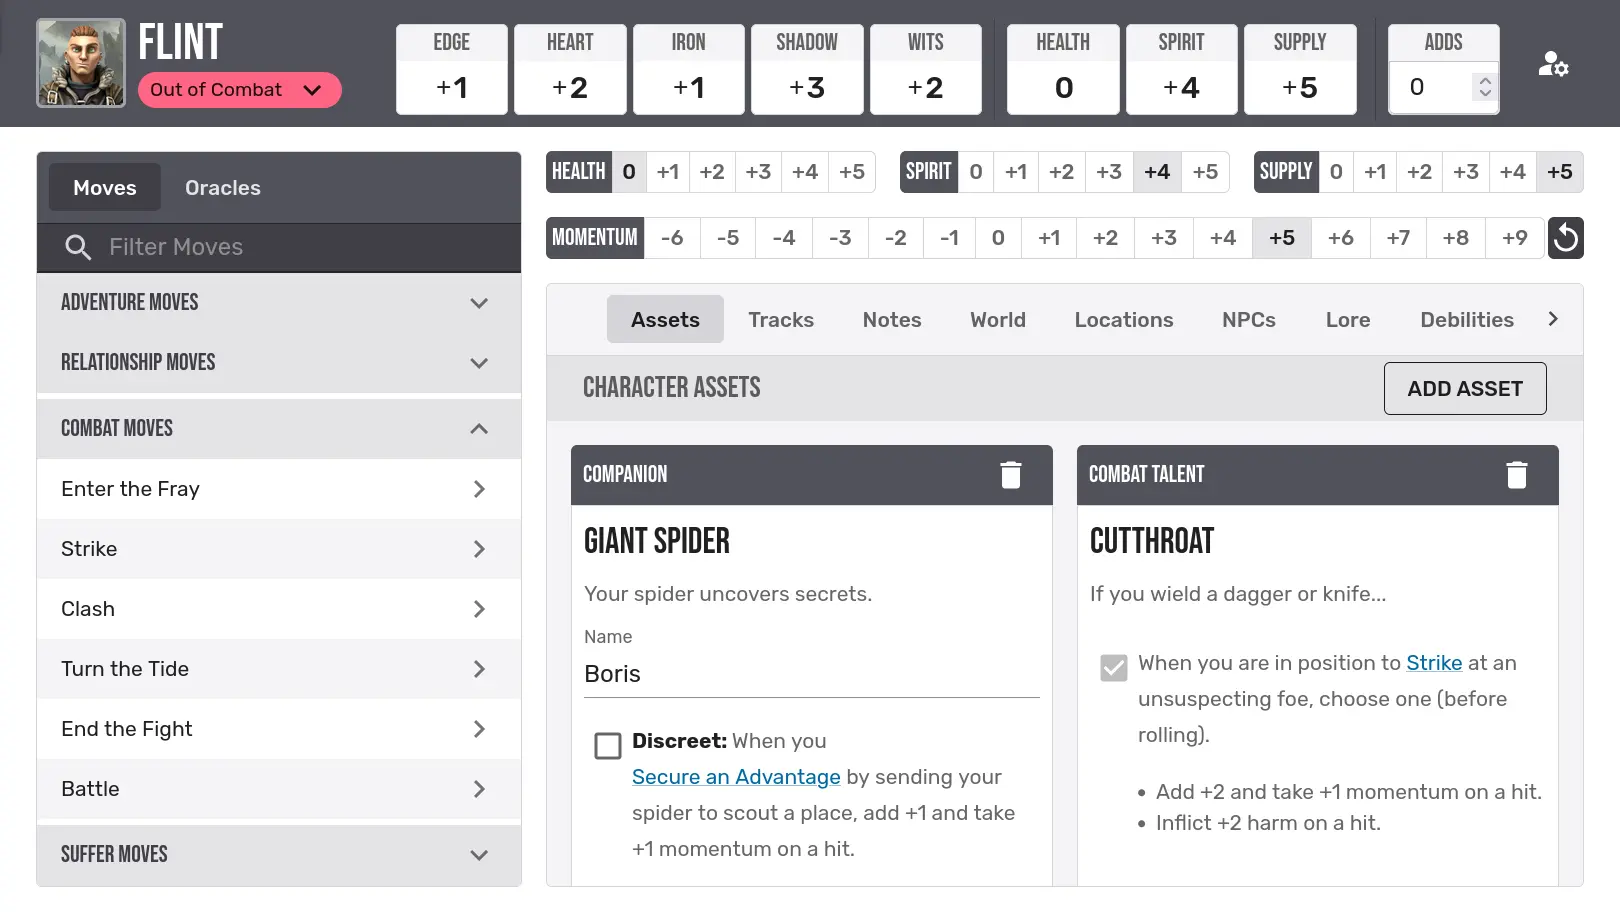 FLINT
Out of Combat
EDGE
+1
HEART
+2
IRON
+1
SHADOW
+3
WITS
+2
HEALTH
0
SPIRIT
+4
SUPPLY
+5
ADDS
0
Moves Oracles
Filter Moves
ADVENTURE MOVES
RELATIONSHIP MOVES
COMBAT MOVES
Enter the Fray
Strike
Clash
Turn the Tide
End the Fight
Battle
SUFFER MOVES
HEALTH 0 +1 +2 +3 +4 +5
SPIRIT 0 +1 +2 +3 +4 +5
SUPPLY 0 +1 +2 +3 +4 +5
MOMENTUM -6 -5 -4 -3 -2 -1 0 +1 +2 +3 +4 +5 +6 +7 +8 +9
Assets Tracks Notes World Locations NPCs Lore Debilities
CHARACTER ASSETS
ADD ASSET
COMPANION
GIANT SPIDER
Your spider uncovers secrets.
Name
Boris
Discreet: When you
Secure an Advantage by sending your
spider to scout a place, add +1 and take
+1 momentum on a hit.
COMBAT TALENT
CUTTHROAT
If you wield a dagger or knife...
When you are in position to Strike at an
unsuspecting foe, choose one (before
rolling).
• Add +2 and take +1 momentum on a hit.
• Inflict +2 harm on a hit.